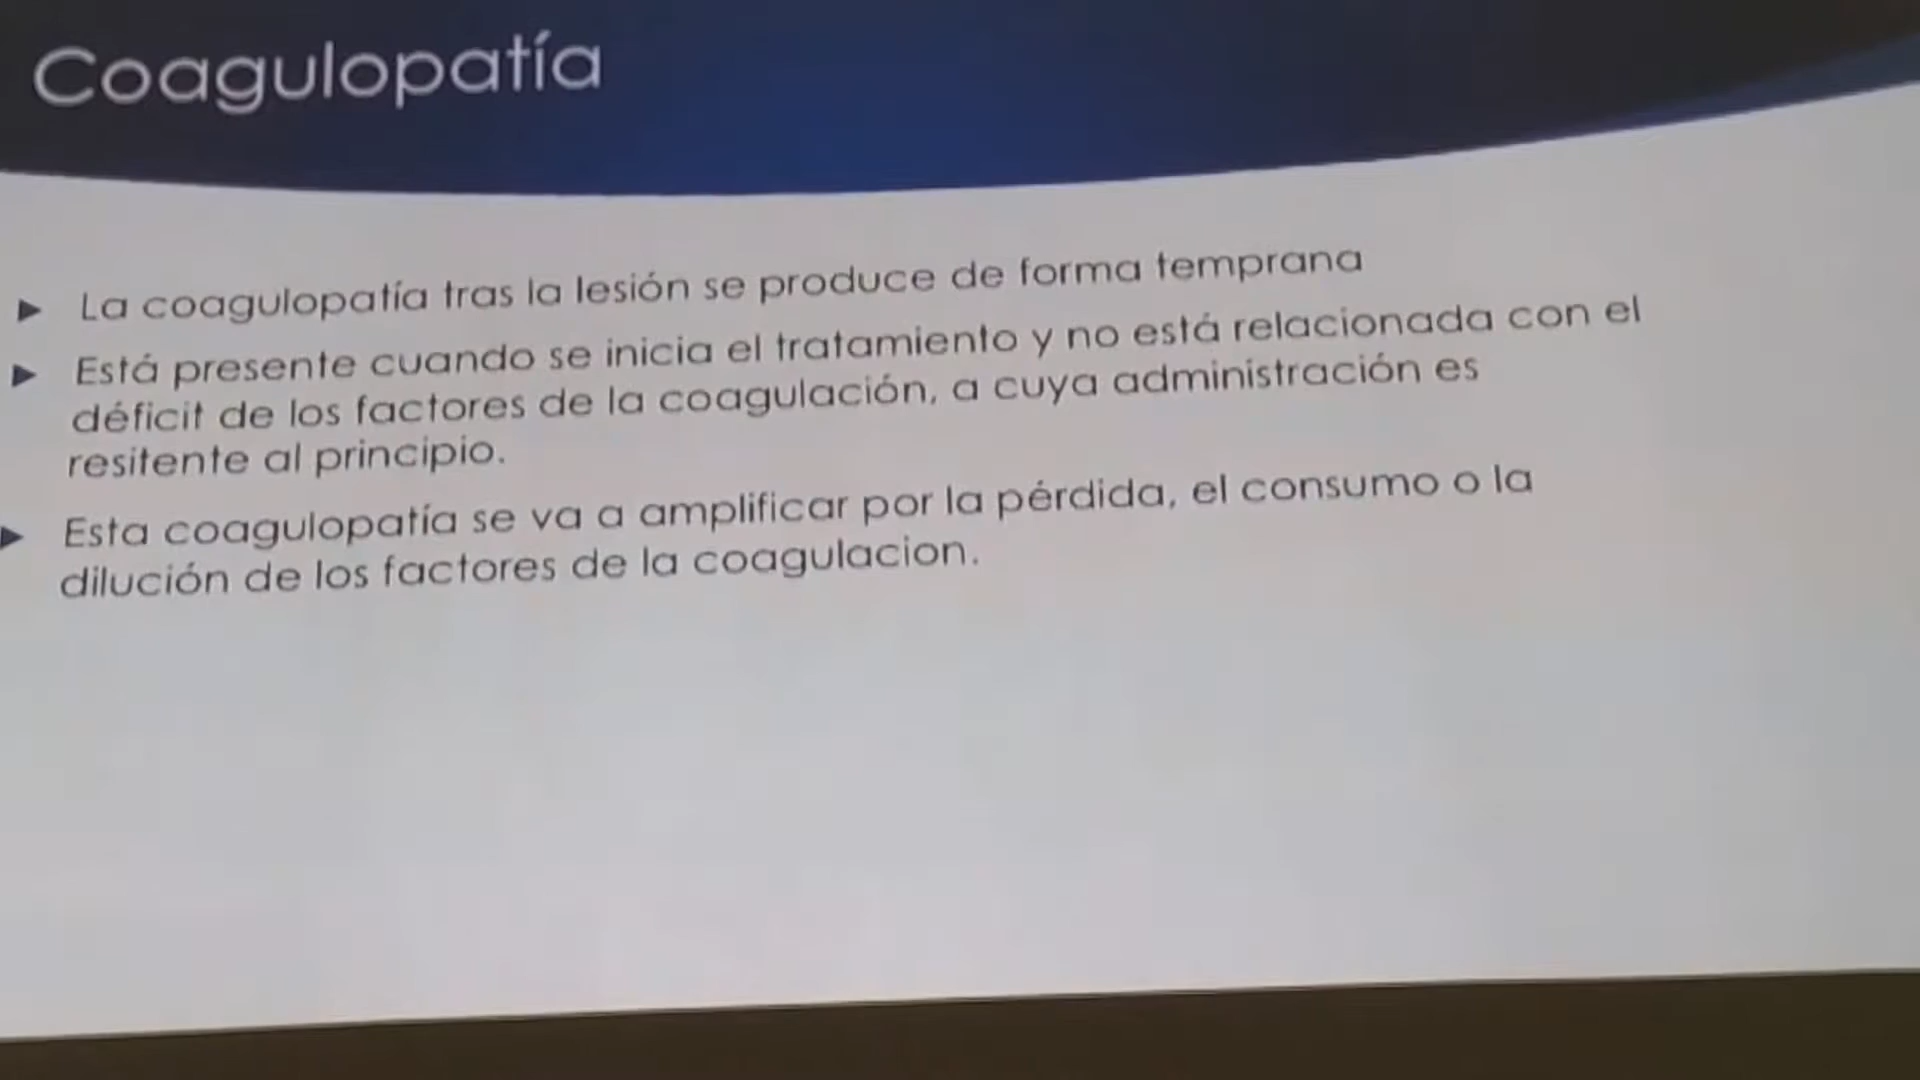 Coagulopatía
La coagulopatía tras la lesión se produce de forma temprana
Está presente cuando se inicia el tratamiento y no está relacionada con el
déficit de los factores de la coagulación, a cuya administración es
resitente al principio.
Esta coagulopatía se va a amplificar por la pérdida, el consumo o la
dilución de los factores de la coagulacion.